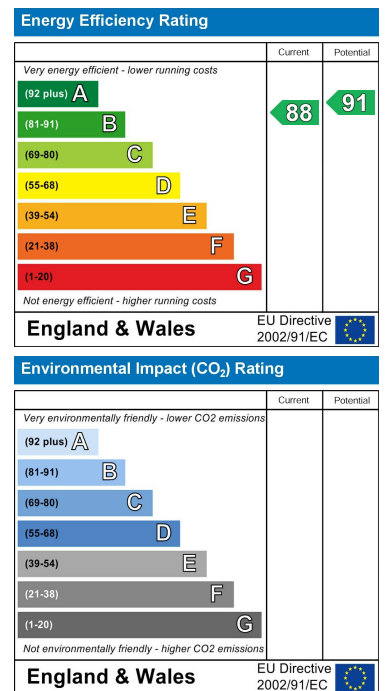 Energy Efficiency Rating
Current Potential
Very energy efficient - lower running costs
(92 plus) A
(81-91) B
(69-80) C
(55-68) D
(39-54) E
(21-38) F
(1-20) G
88 91
Not energy efficient - higher running costs
England & Wales
EU Directive
2002/91/EC
Environmental Impact (CO₂) Rating
Current Potential
Very environmentally friendly - lower CO2 emissions
(92 plus) A
(81-91) B
(69-80) C
(55-68) D
(39-54) E
(21-38) F
(1-20) G
Not environmentally friendly - higher CO2 emissions
England & Wales
EU Directive
2002/91/EC